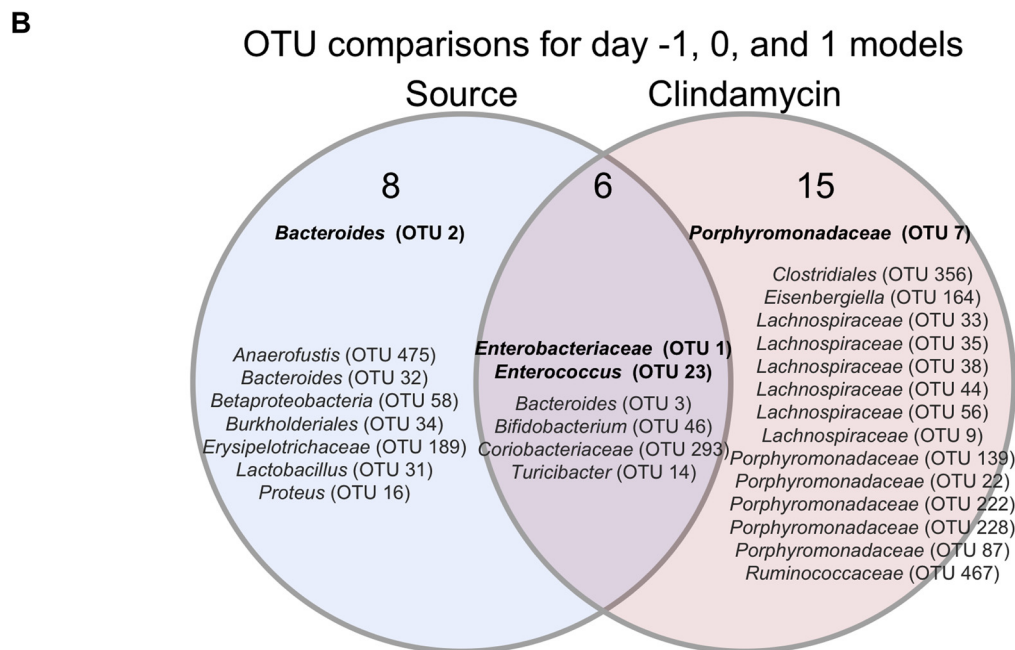 B
OTU comparisons for day -1, 0, and 1 models
Source
Clindamycin
8
Bacteroides (OTU 2)
Anaerofustis (OTU 475)
Bacteroides (OTU 32)
Betaproteobacteria (OTU 58)
Burkholderiales (OTU 34)
Erysipelotrichaceae (OTU 189)
Lactobacillus (OTU 31)
Proteus (OTU 16)
6
Enterobacteriaceae (OTU 1)
Enterococcus (OTU 23)
Bacteroides (OTU 3)
Bifidobacterium (OTU 46)
Coriobacteriaceae (OTU 293)
Turicibacter (OTU 14)
15
Porphyromonadaceae (OTU 7)
Clostridiales (OTU 356)
Eisenbergiella (OTU 164)
Lachnospiraceae (OTU 33)
Lachnospiraceae (OTU 35)
Lachnospiraceae (OTU 38)
Lachnospiraceae (OTU 44)
Lachnospiraceae (OTU 56)
Lachnospiraceae (OTU 9)
Porphyromonadaceae (OTU 139)
Porphyromonadaceae (OTU 22)
Porphyromonadaceae (OTU 222)
Porphyromonadaceae (OTU 228)
Porphyromonadaceae (OTU 87)
Ruminococcaceae (OTU 467)